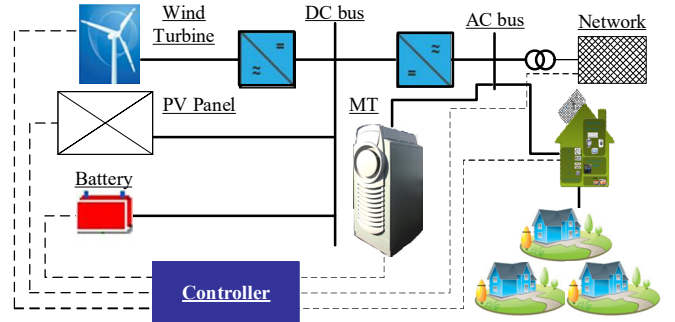 Wind
Turbine
DC bus
AC bus
Network
=
≈
≈
=
PV Panel
MT
Battery
Controller